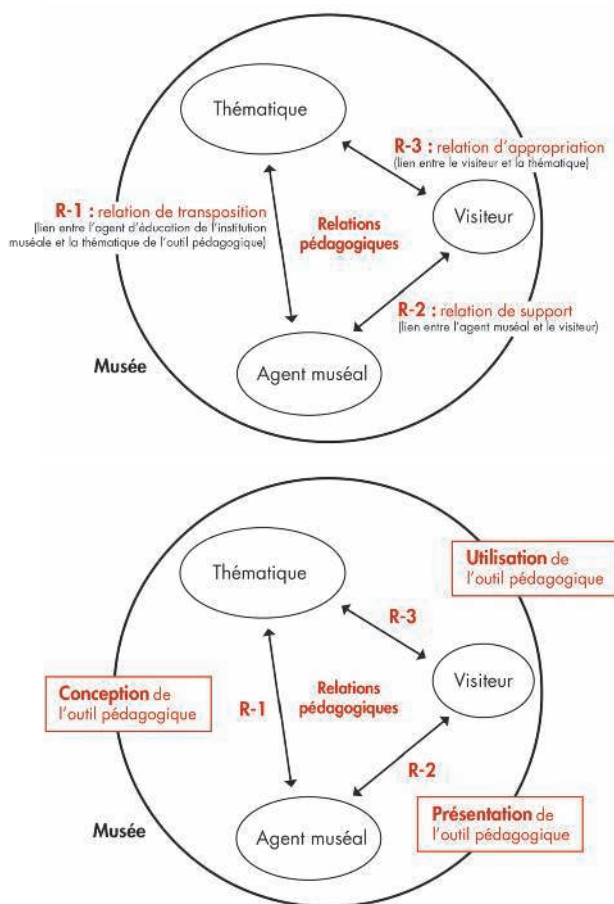 Thématique
R-3 : relation d'appropriation
(lien entre le visiteur et la thématique)
R-1 : relation de transposition
(lien entre l'agent d'éducation de l'institution
muséale et la thématique de l'outil pédagogique)
Relations
pédagogiques
Visiteur
R-2 : relation de support
(lien entre l'agent muséal et le visiteur)
Musée
Agent muséal
Utilisation de
l'outil pédagogique
Thématique
R-3
Conception de
l'outil pédagogique
R-1
Relations
pédagogiques
Visiteur
R-2
Présentation de
l'outil pédagogique
Musée
Agent muséal